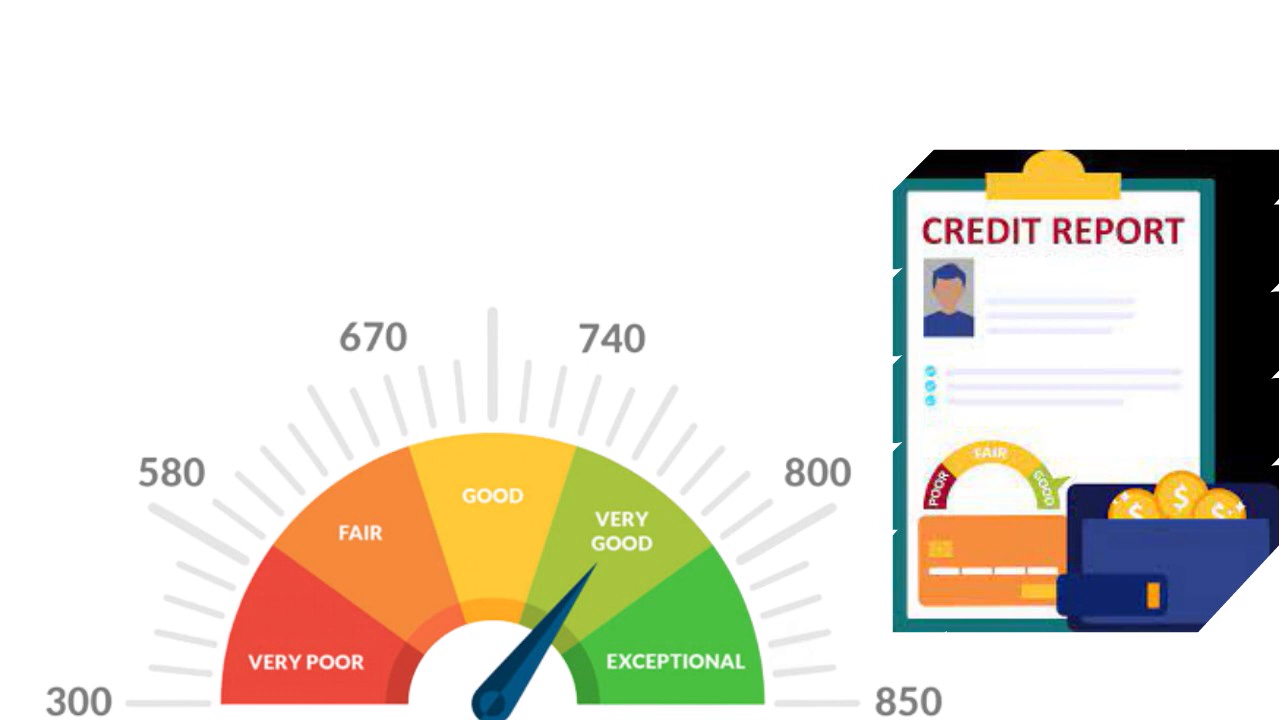 CREDIT REPORT
670
740
580
800
GOOD
VERY
GOOD
FAIR
VERY POOR
EXCEPTIONAL
300
850
POOR
FAIR
GOOD
$
$
$